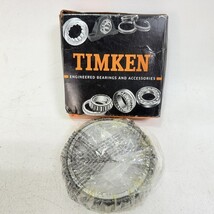 TIMKEN
ENGINEERED BEARINGS AND ACCESSORIES